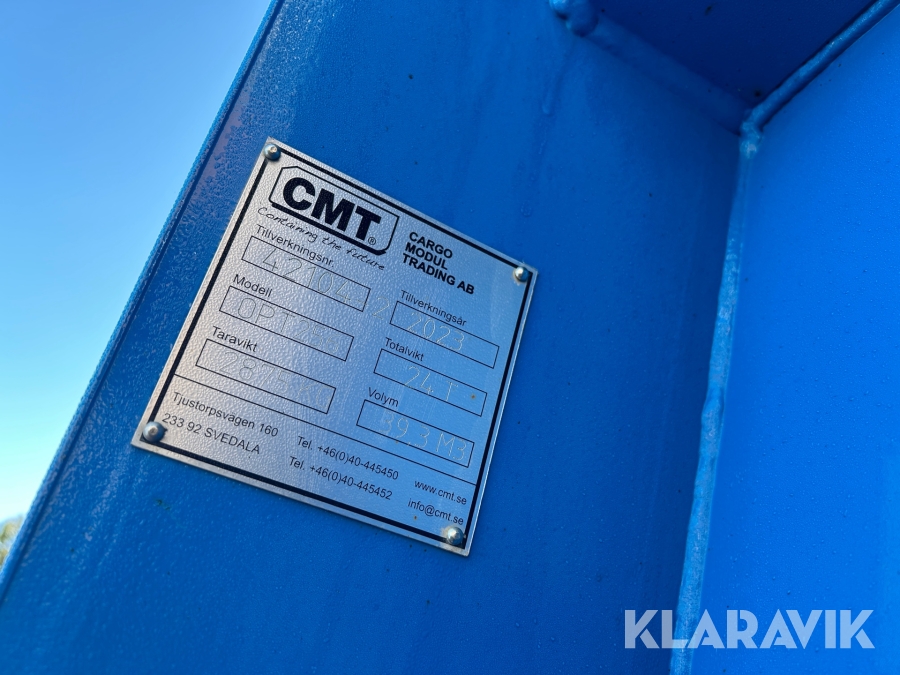 CMT®
Containing the future
CARGO
MODUL
TRADING AB
Tillverkningsnr.
Tillverkningsår
2023
Modell
Totalvikt
24 T
Taravikt
Volym
39.3 M3
Tjustorpsvägen 160
233 92 SVEDALA
Tel. +46(0)40-445450
Tel. +46(0)40-445452
www.cmt.se
info@cmt.se
KLARAVIK